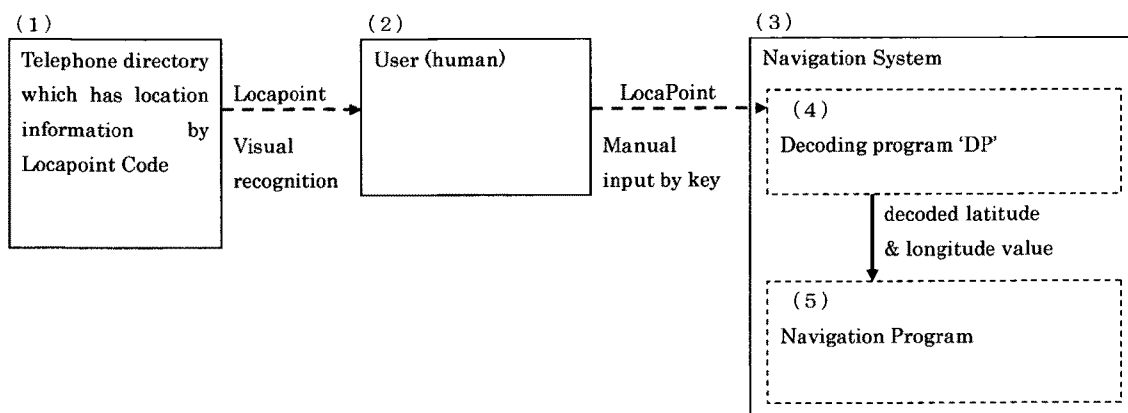 (1)
Telephone directory
which has location
information by
Locapoint Code
Locapoint
Visual
recognition
(2)
User (human)
LocaPoint
Manual
input by key
(3)
Navigation System
(4)
Decoding program ‘DP’
decoded latitude
& longitude value
(5)
Navigation Program